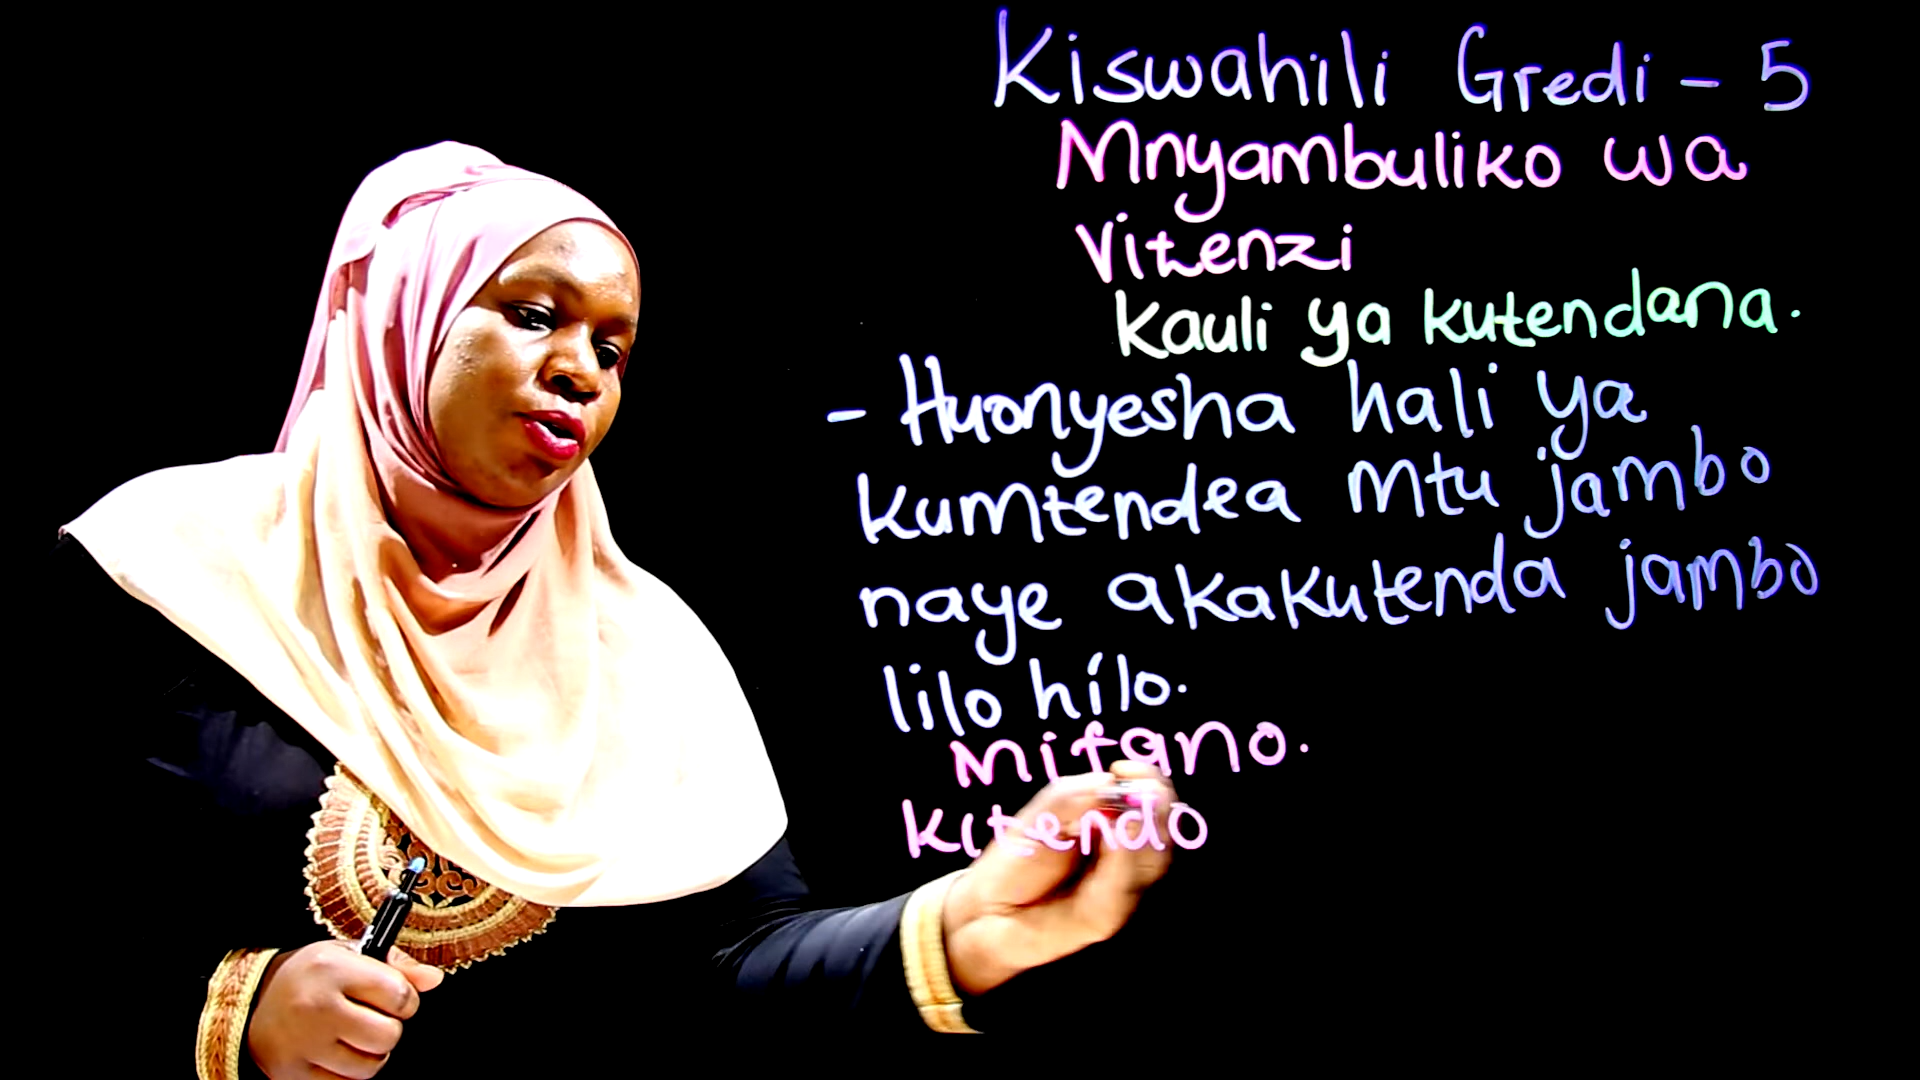 Kiswahili Gredi - 5
Mnyambuliko wa
Vitenzi
Kauli ya kutendana.
- Huonyesha hali ya
kumtendea mtu jambo
naye akakutenda jambo
lilo hilo.
Mifano.
Kitendo